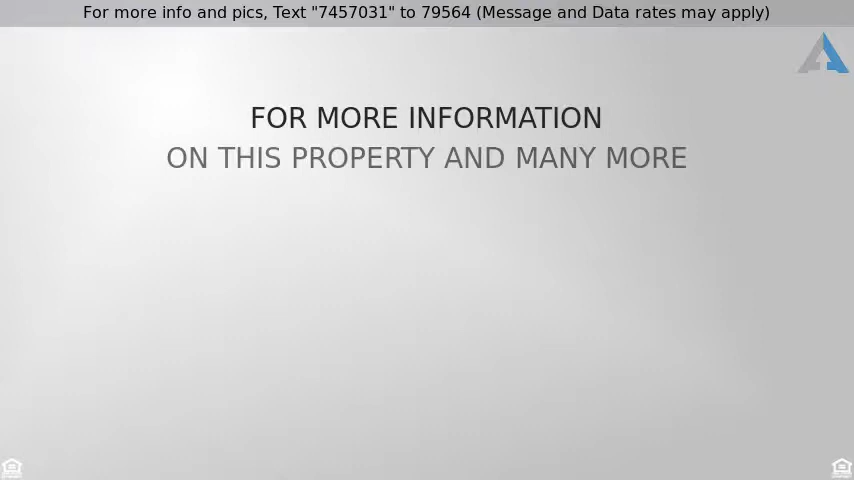 For more info and pics, Text "7457031" to 79564 (Message and Data rates may apply)
FOR MORE INFORMATION
ON THIS PROPERTY AND MANY MORE